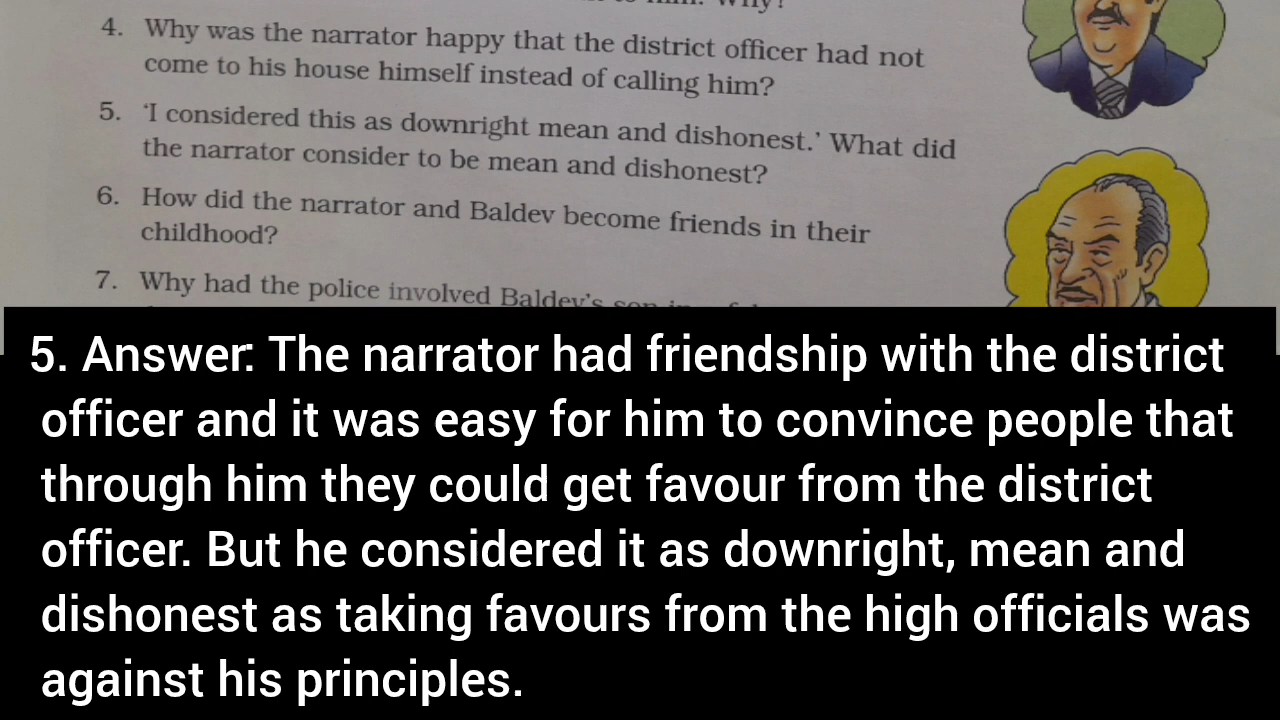 Why?
4. Why was the narrator happy that the district officer had not
come to his house himself instead of calling him?
5. 'I considered this as downright mean and dishonest.' What did
the narrator consider to be mean and dishonest?
6. How did the narrator and Baldev become friends in their
childhood?
7. Why had the police involved Baldev's
5. Answer: The narrator had friendship with the district
officer and it was easy for him to convince people that
through him they could get favour from the district
officer. But he considered it as downright, mean and
dishonest as taking favours from the high officials was
against his principles.